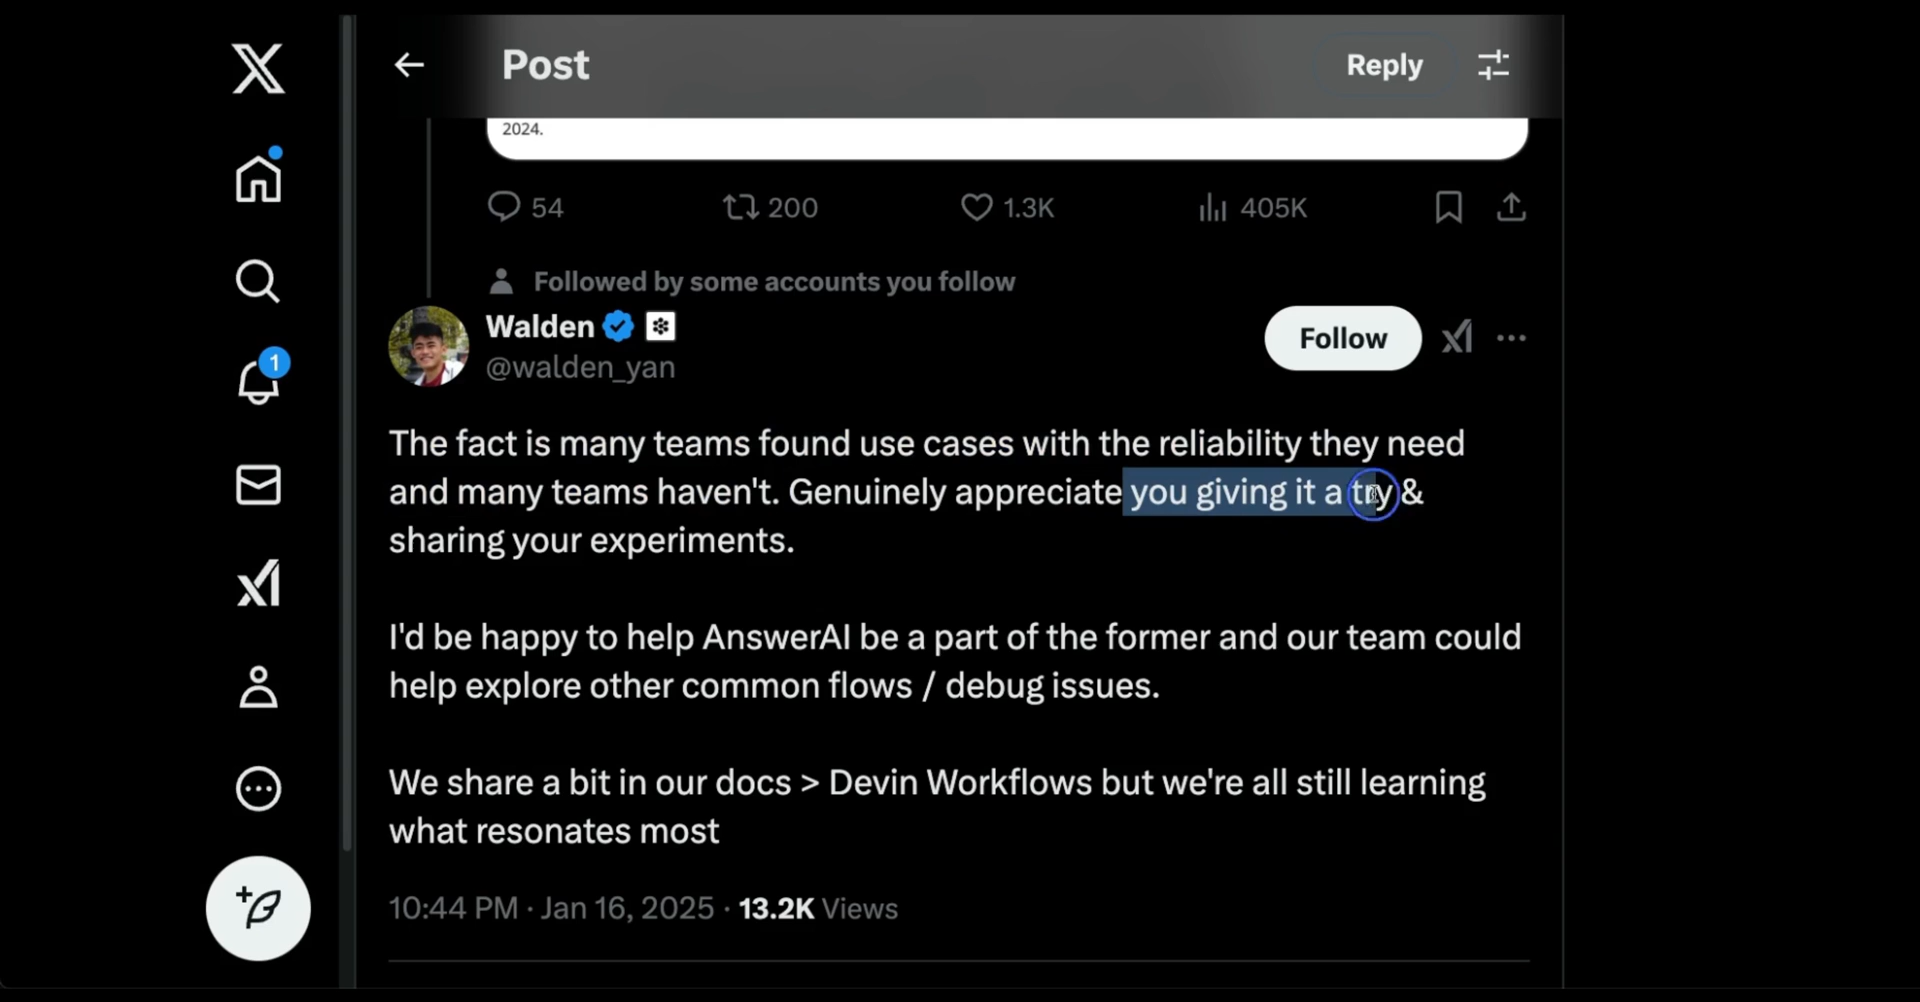 Post
Reply
2024.
54
200
1.3K
405K
Followed by some accounts you follow
Walden
@walden_yan
Follow
1
The fact is many teams found use cases with the reliability they need
and many teams haven't. Genuinely appreciate you giving it a try &
sharing your experiments.
I'd be happy to help AnswerAI be a part of the former and our team could
help explore other common flows / debug issues.
We share a bit in our docs > Devin Workflows but we're all still learning
what resonates most
10:44 PM · Jan 16, 2025 · 13.2K Views